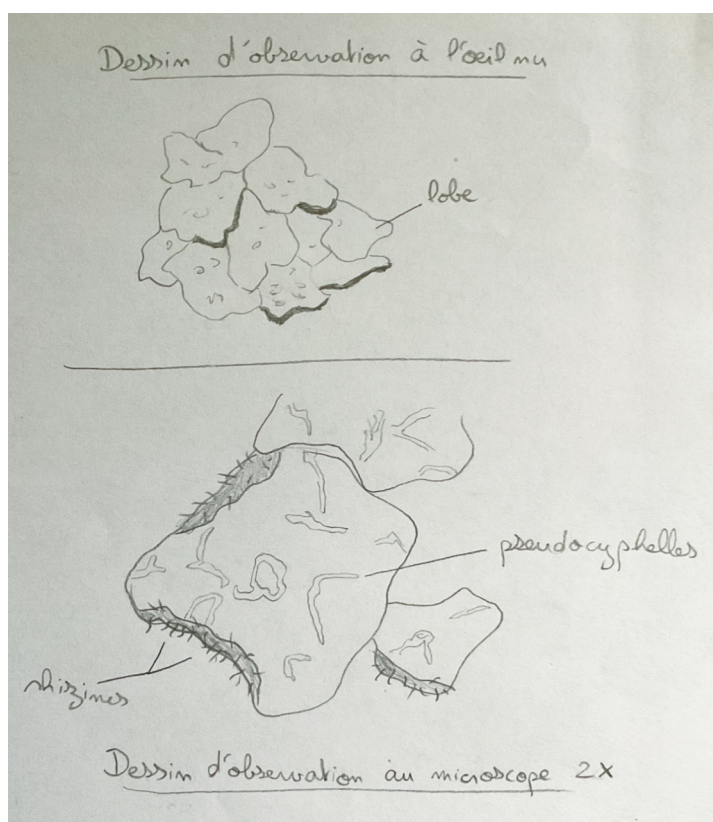 Dessin d'observation à l'oeil nu
lobe
pseudocyphelles
rhizines
Dessin d'observation au microscope 2X